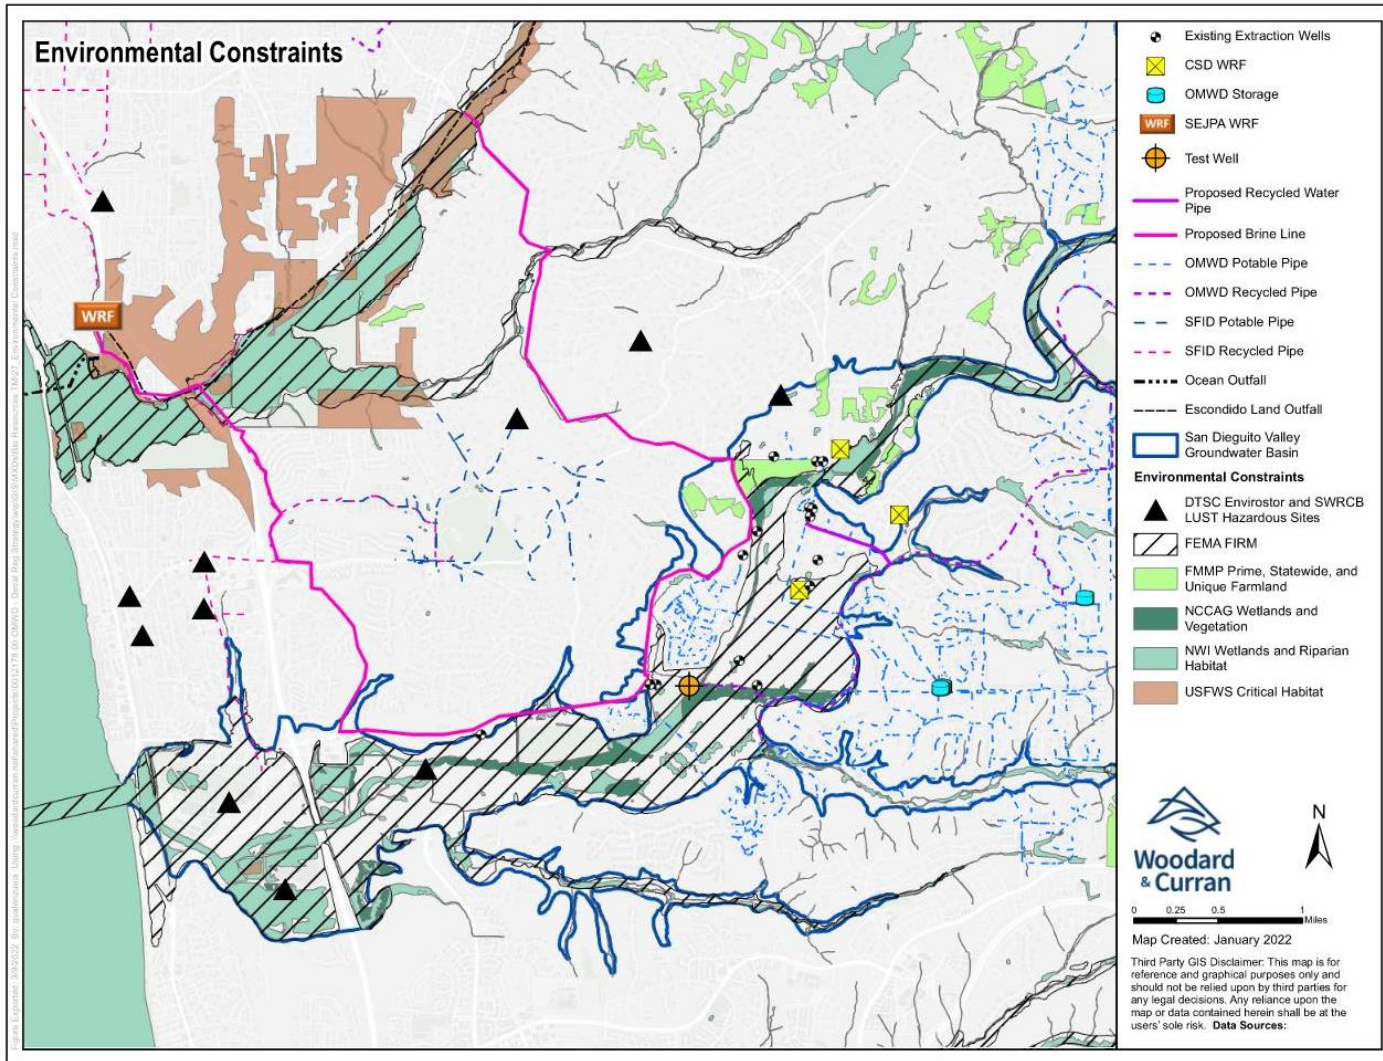 Environmental Constraints
WRF
Existing Extraction Wells
CSD WRF
OMWD Storage
WRF
SEJPA WRF
Test Well
Proposed Recycled Water
Pipe
Proposed Brine Line
OMWD Potable Pipe
OMWD Recycled Pipe
SFID Potable Pipe
SFID Recycled Pipe
Ocean Outfall
Escondido Land Outfall
San Dieguito Valley
Groundwater Basin
Environmental Constraints
DTSC Envirostor and SWRCB
LUST Hazardous Sites
FEMA FIRM
FMMP Prime, Statewide, and
Unique Farmland
NCCAG Wetlands and
Vegetation
NWI Wetlands and Riparian
Habitat
USFWS Critical Habitat
Woodard
& Curran
N
0 0.25 0.5 1
Miles
Map Created: January 2022
Third Party GIS Disclaimer: This map is for
reference and graphical purposes only and
should not be relied upon by third parties for
any legal decisions. Any reliance upon the
map or data contained herein shall be at the
users' sole risk. Data Sources: